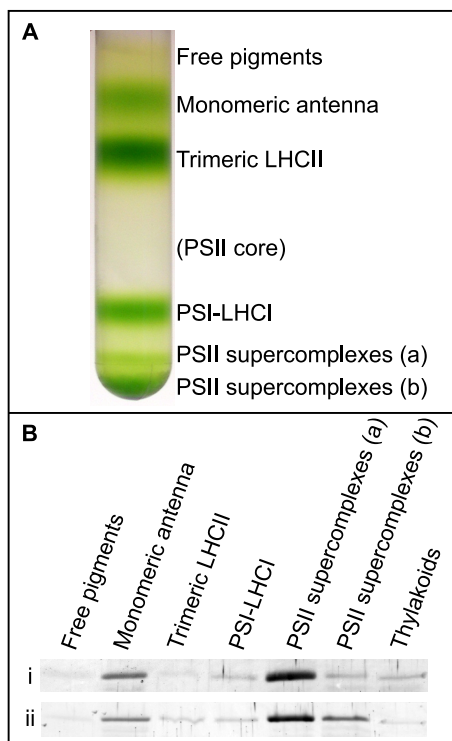 A
Free pigments
Monomeric antenna
Trimeric LHCII
(PSII core)
PSI-LHCI
PSII supercomplexes (a)
PSII supercomplexes (b)
B
Free pigments
Monomeric antenna
Trimeric LHCII
PSI-LHCI
PSII supercomplexes (a)
PSII supercomplexes (b)
Thylakoids
i
ii